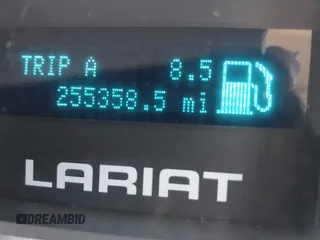 TRIP A 8.5
255358.5 mi
LARIAT
DREAMBID